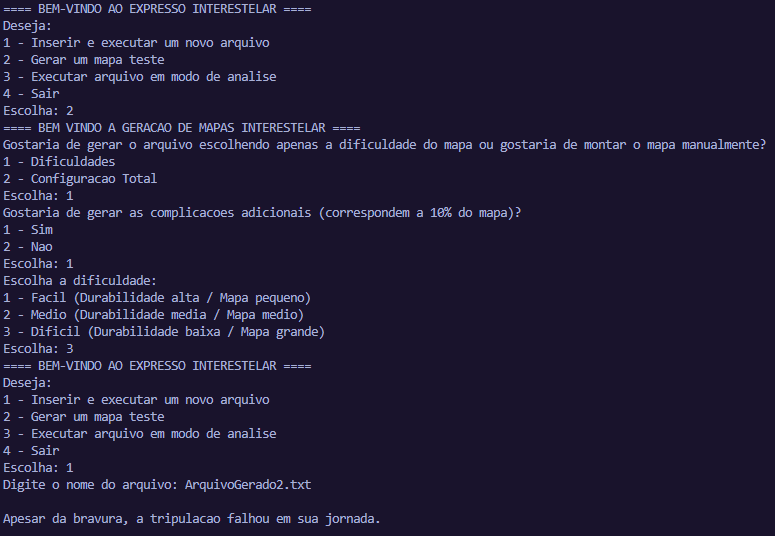 ==== BEM-VINDO AO EXPRESSO INTERESTELAR ====
Deseja:
1 - Inserir e executar um novo arquivo
2 - Gerar um mapa teste
3 - Executar arquivo em modo de analise
4 - Sair
Escolha: 2
==== BEM VINDO A GERACAO DE MAPAS INTERESTELAR ====
Gostaria de gerar o arquivo escolhendo apenas a dificuldade do mapa ou gostaria de montar o mapa manualmente?
1 - Dificuldades
2 - Configuracao Total
Escolha: 1
Gostaria de gerar as complicacoes adicionais (correspondem a 10% do mapa)?
1 - Sim
2 - Nao
Escolha: 1
Escolha a dificuldade:
1 - Facil (Durabilidade alta / Mapa pequeno)
2 - Medio (Durabilidade media / Mapa medio)
3 - Dificil (Durabilidade baixa / Mapa grande)
Escolha: 3
==== BEM-VINDO AO EXPRESSO INTERESTELAR ====
Deseja:
1 - Inserir e executar um novo arquivo
2 - Gerar um mapa teste
3 - Executar arquivo em modo de analise
4 - Sair
Escolha: 1
Digite o nome do arquivo: ArquivoGerado2.txt
Apesar da bravura, a tripulacao falhou em sua jornada.